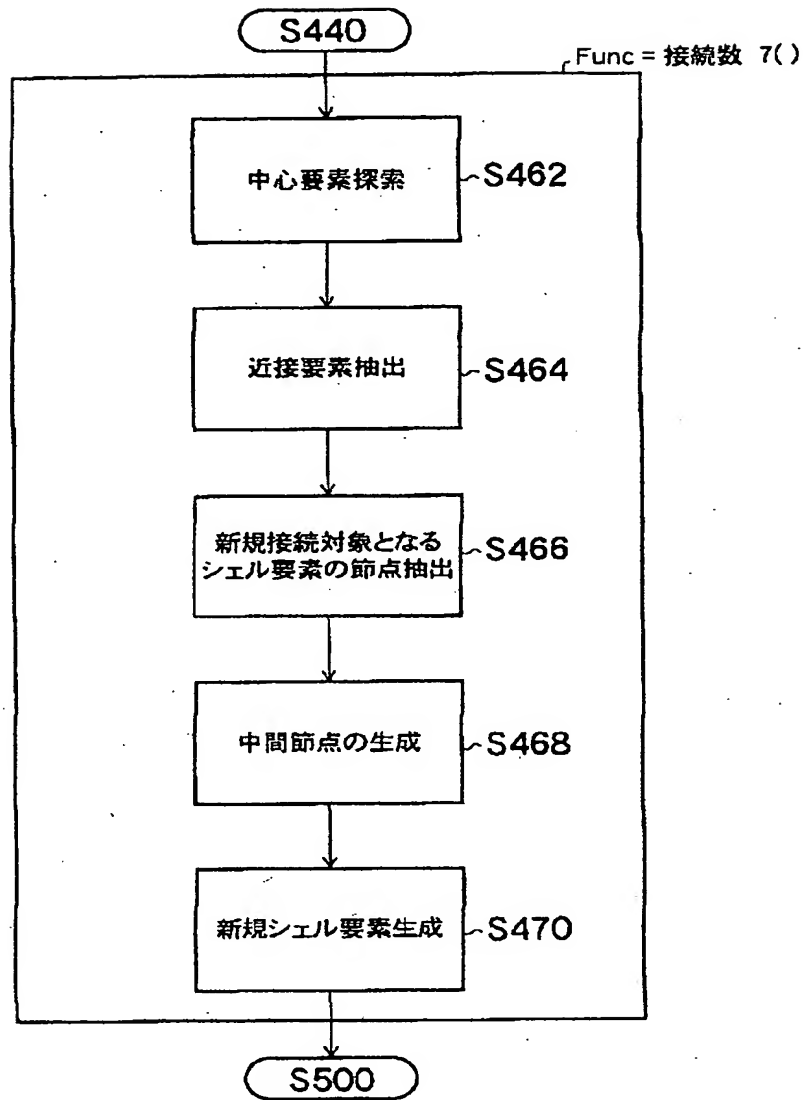 S440
Func = 接続数 7( )
中心要素探索
S462
近接要素抽出
S464
新規接続対象となる
シェル要素の節点抽出
S466
中間節点の生成
S468
新規シェル要素生成
S470
S500